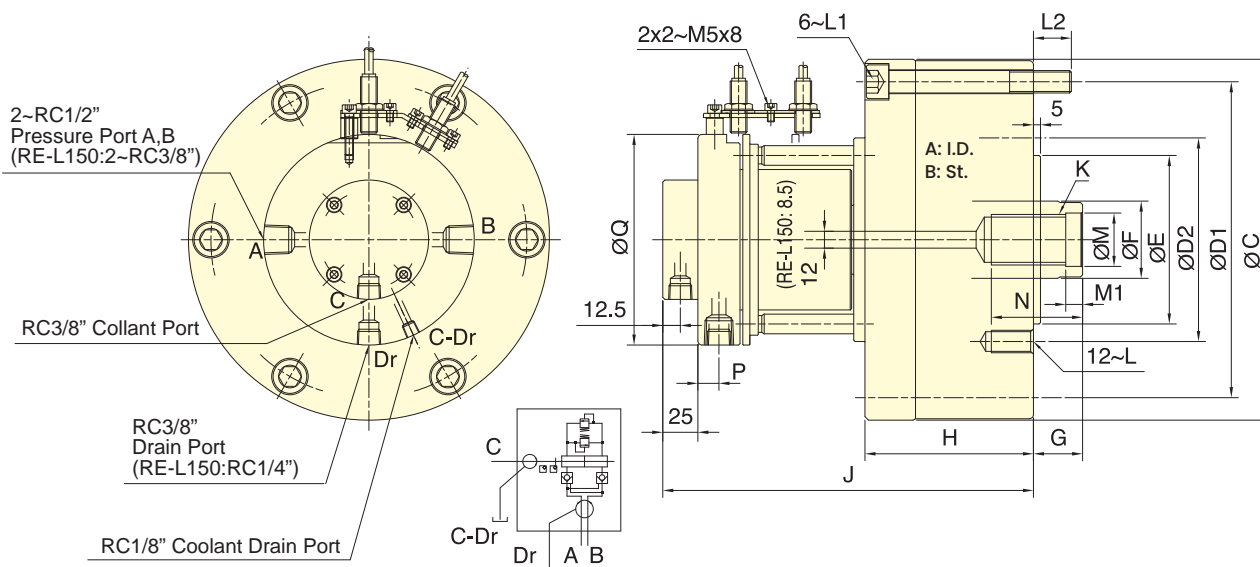 2~RC1/2”
Pressure Port A,B
(RE-L150:2~RC3/8”)
A
B
C
RC3/8” Collant Port
C-Dr
Dr
RC3/8”
Drain Port
(RE-L150:RC1/4”)
RC1/8” Coolant Drain Port
C
C-Dr
Dr
A
B
2x2~M5x8
6~L1
L2
5
A: I.D.
B: St.
K
ØQ
(RE-L150: 8.5)
12
ØM
ØF
ØE
ØD2
ØD1
ØC
N
M1
12.5
P
25
12~L
H
G
J